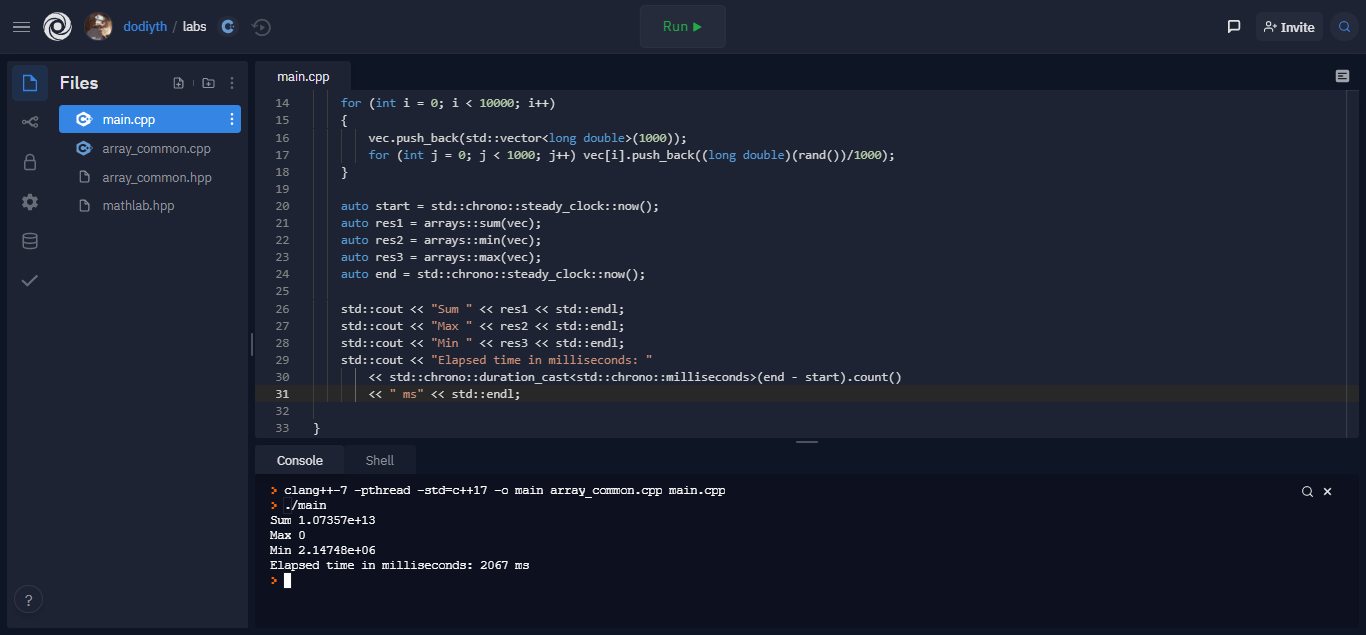 dodiyth / labs
Run
Invite
Files
main.cpp
array_common.cpp
array_common.hpp
mathlab.hpp
?
main.cpp
14 for (int i = 0; i < 10000; i++)
15 {
16 vec.push_back(std::vector<long double>(1000));
17 for (int j = 0; j < 1000; j++) vec[i].push_back((long double)(rand())/1000);
18 }
19
20 auto start = std::chrono::steady_clock::now();
21 auto res1 = arrays::sum(vec);
22 auto res2 = arrays::min(vec);
23 auto res3 = arrays::max(vec);
24 auto end = std::chrono::steady_clock::now();
25
26 std::cout << "Sum " << res1 << std::endl;
27 std::cout << "Max " << res2 << std::endl;
28 std::cout << "Min " << res3 << std::endl;
29 std::cout << "Elapsed time in milliseconds: "
30 << std::chrono::duration_cast<std::chrono::milliseconds>(end - start).count()
31 << " ms" << std::endl;
32
33 }
Console Shell
> clang++-7 -pthread -std=c++17 -o main array_common.cpp main.cpp
> ./main
Sum 1.07357e+13
Max 0
Min 2.14748e+06
Elapsed time in milliseconds: 2067 ms
>